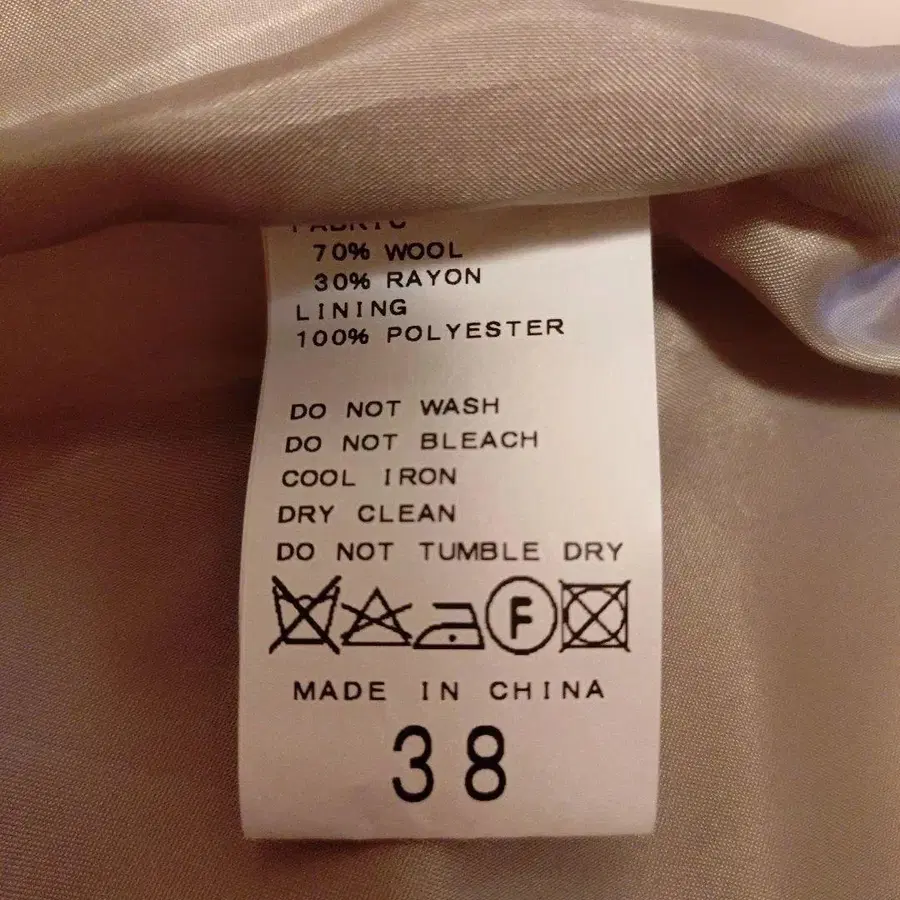 FABRIC
70% WOOL
30% RAYON
LINING
100% POLYESTER
DO NOT WASH
DO NOT BLEACH
COOL IRON
DRY CLEAN
DO NOT TUMBLE DRY
F
MADE IN CHINA
38